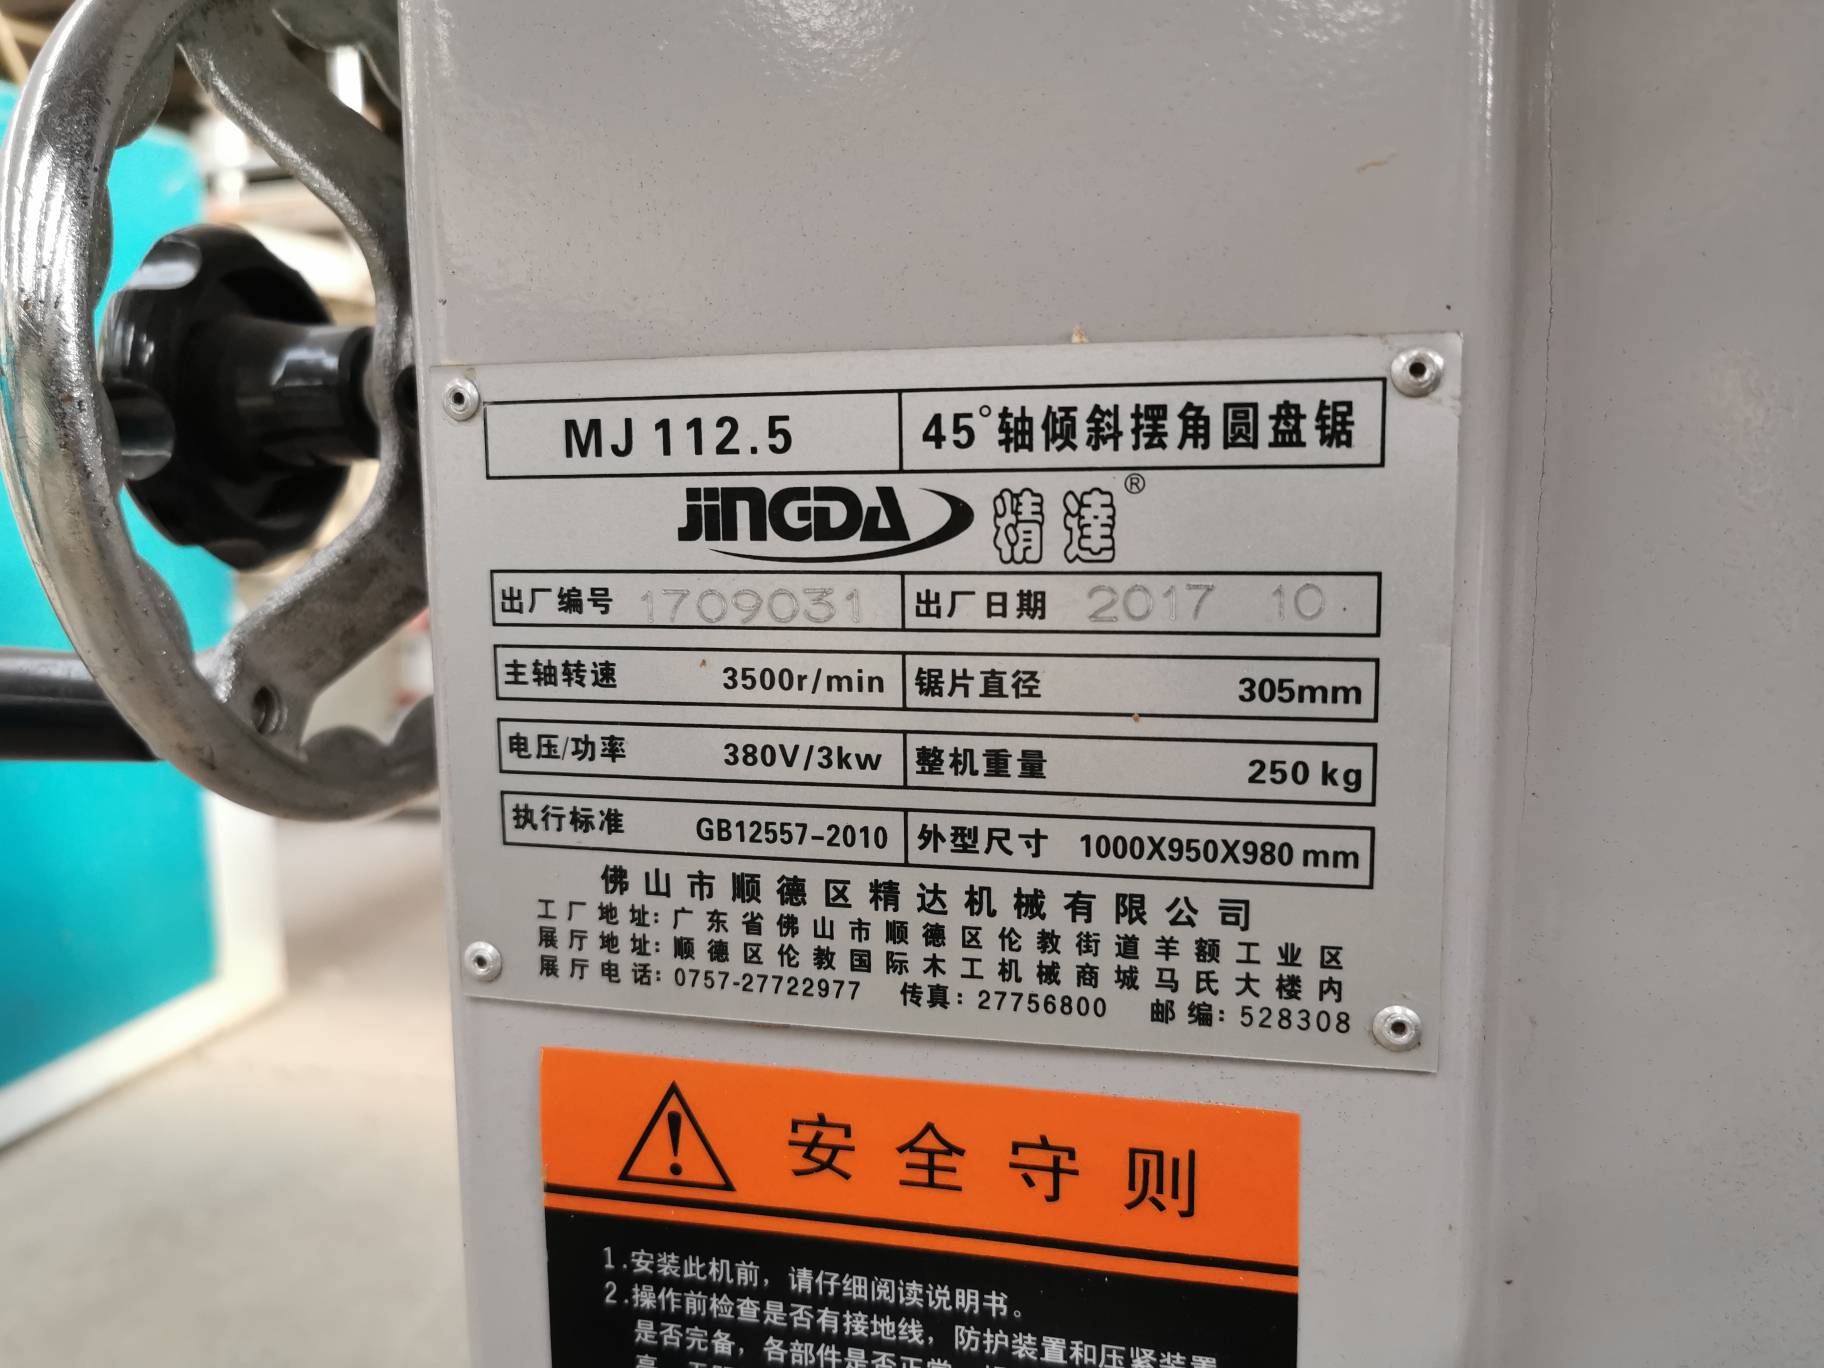 MJ 112.5 45°轴倾斜摆角圆盘锯
JINGDA 精達®
出厂编号 1709031 出厂日期 2017 10.
主轴转速 3500r/min 锯片直径 305mm
电压/功率 380V/3kw 整机重量 250 kg
执行标准 GB12557-2010 外型尺寸 1000X950X980 mm
佛山市顺德区精达机械有限公司
工厂地址: 广东省佛山市顺德区伦教街道羊额工业区
展厅地址: 顺德区伦教国际木工机械商城马氏大楼内
展厅电话: 0757-27722977 传真: 27756800 邮编: 528308
安全守则
1.安装此机前，请仔细阅读说明书。
2.操作前检查是否有接地线，防护装置和压紧装置
是否完备，各部件是否正常